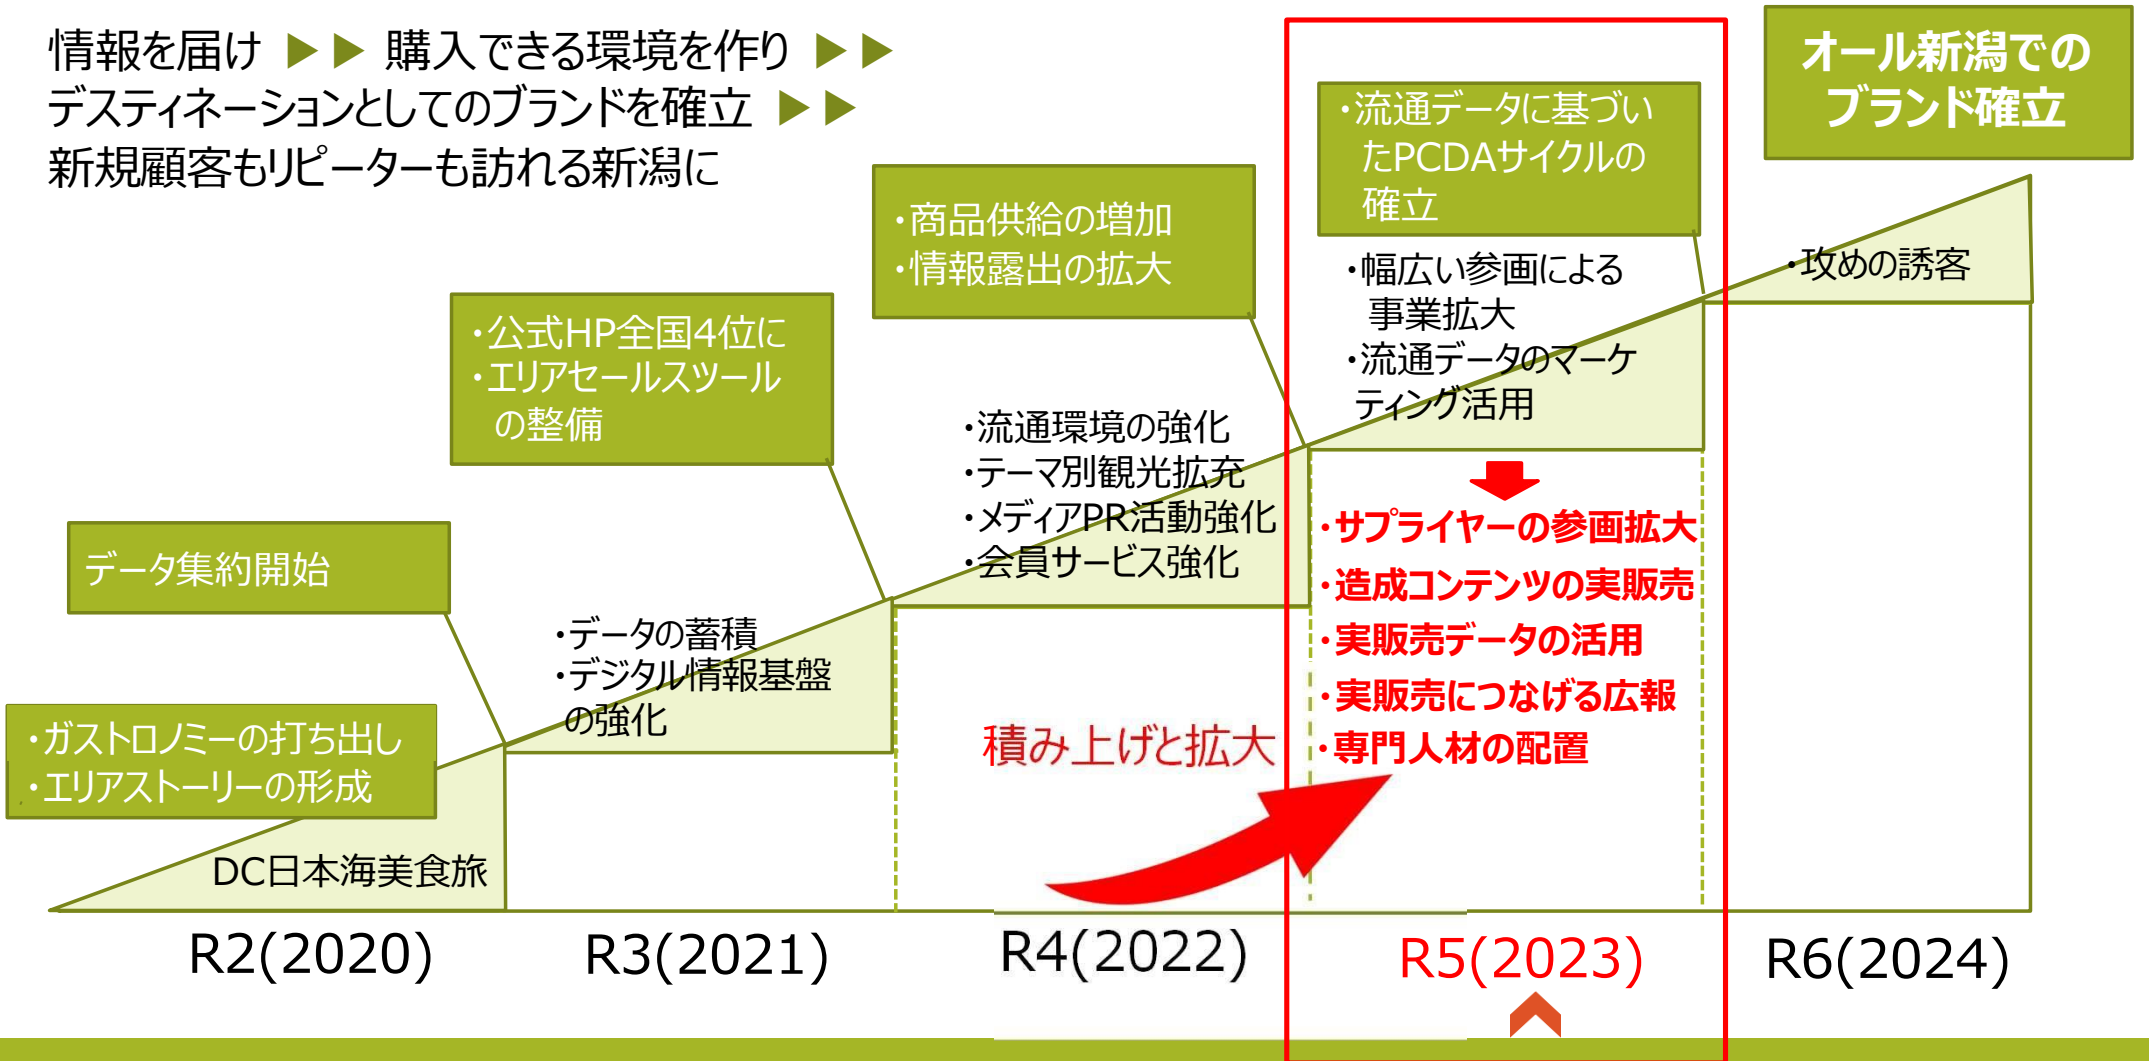 情報を届け ▶▶ 購入できる環境を作り ▶▶
デスティネーションとしてのブランドを確立 ▶▶
新規顧客もリピーターも訪れる新潟に
オール新潟での
ブランド確立
・流通データに基づい
たPCDAサイクルの
確立
・商品供給の増加
・情報露出の拡大
・公式HP全国4位に
・エリアセールスツール
の整備
データ集約開始
・ガストロノミーの打ち出し
・エリアストーリーの形成
DC日本海美食旅
・データの蓄積
・デジタル情報基盤
の強化
・流通環境の強化
・テーマ別観光拡充
・メディアPR活動強化
・会員サービス強化
・幅広い参画による
事業拡大
・流通データのマーケ
ティング活用
・攻めの誘客
・サプライヤーの参画拡大
・造成コンテンツの実販売
・実販売データの活用
・実販売につなげる広報
・専門人材の配置
積み上げと拡大
R2(2020)
R3(2021)
R4(2022)
R5(2023)
R6(2024)